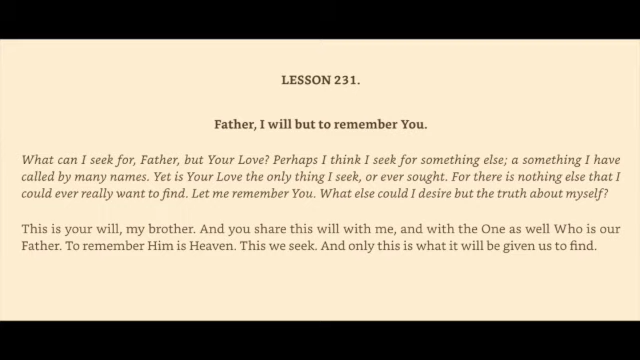 LESSON 231.
Father, I will but to remember You.
What can I seek for, Father, but Your Love? Perhaps I think I seek for something else; a something I have
called by many names. Yet is Your Love the only thing I seek, or ever sought. For there is nothing else that I
could ever really want to find. Let me remember You. What else could I desire but the truth about myself?
This is your will, my brother. And you share this will with me, and with the One as well Who is our
Father. To remember Him is Heaven. This we seek. And only this is what it will be given us to find.